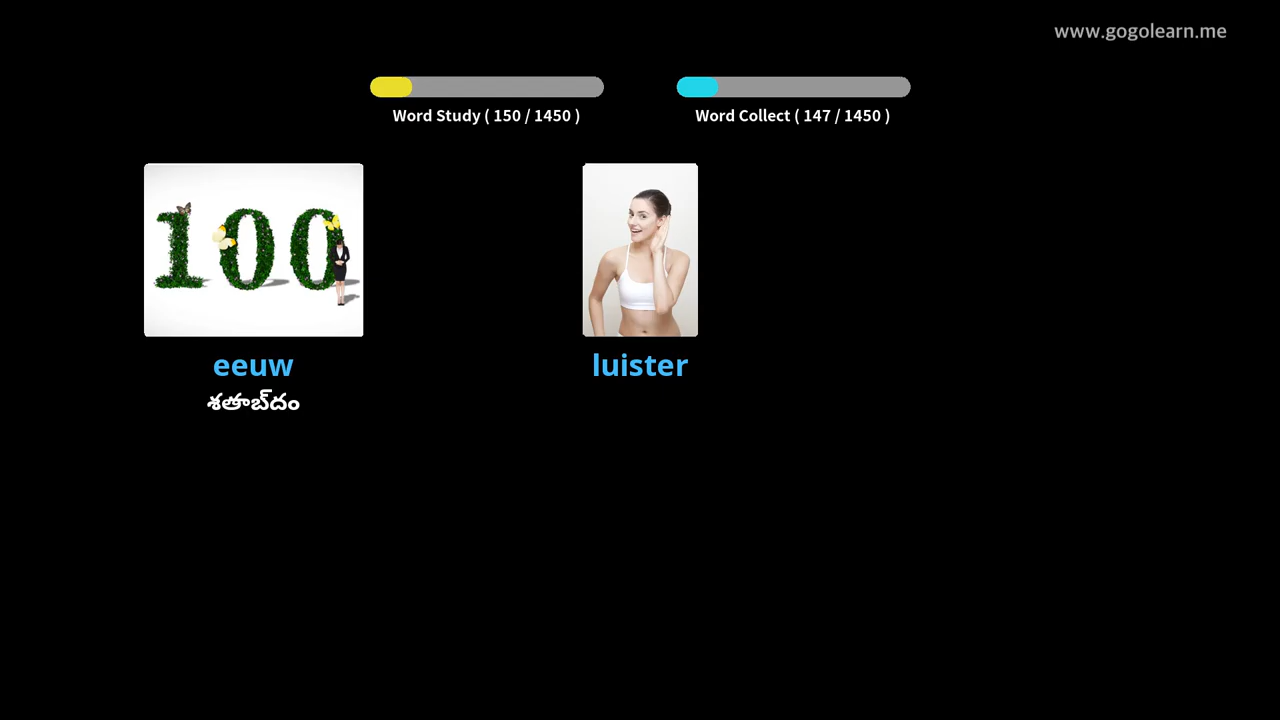 www.gogolearn.me
Word Study ( 150 / 1450 )
Word Collect ( 147 / 1450 )
100
eeuw
luister
శతాబ్దం